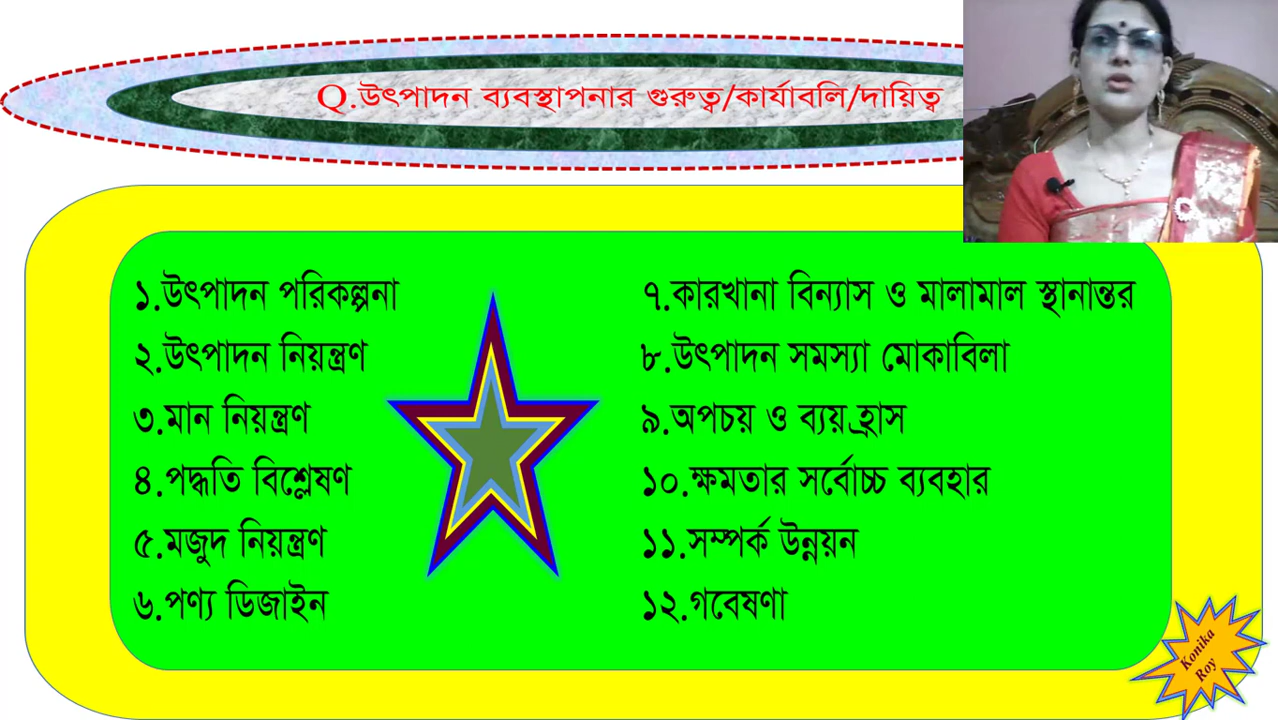 Q.উৎপাদন ব্যবস্থাপনার গুরুত্ব/কার্যাবলি/দায়িত্ব
১.উৎপাদন পরিকল্পনা
২.উৎপাদন নিয়ন্ত্রণ
৩.মান নিয়ন্ত্রণ
৪.পদ্ধতি বিশ্লেষণ
৫.মজুদ নিয়ন্ত্রণ
৬.পণ্য ডিজাইন
৭.কারখানা বিন্যাস ও মালামাল স্থানান্তর
৮.উৎপাদন সমস্যা মোকাবিলা
৯.অপচয় ও ব্যয় হ্রাস
১০.ক্ষমতার সর্বোচ্চ ব্যবহার
১১.সম্পর্ক উন্নয়ন
১২.গবেষণা
Konika
Roy